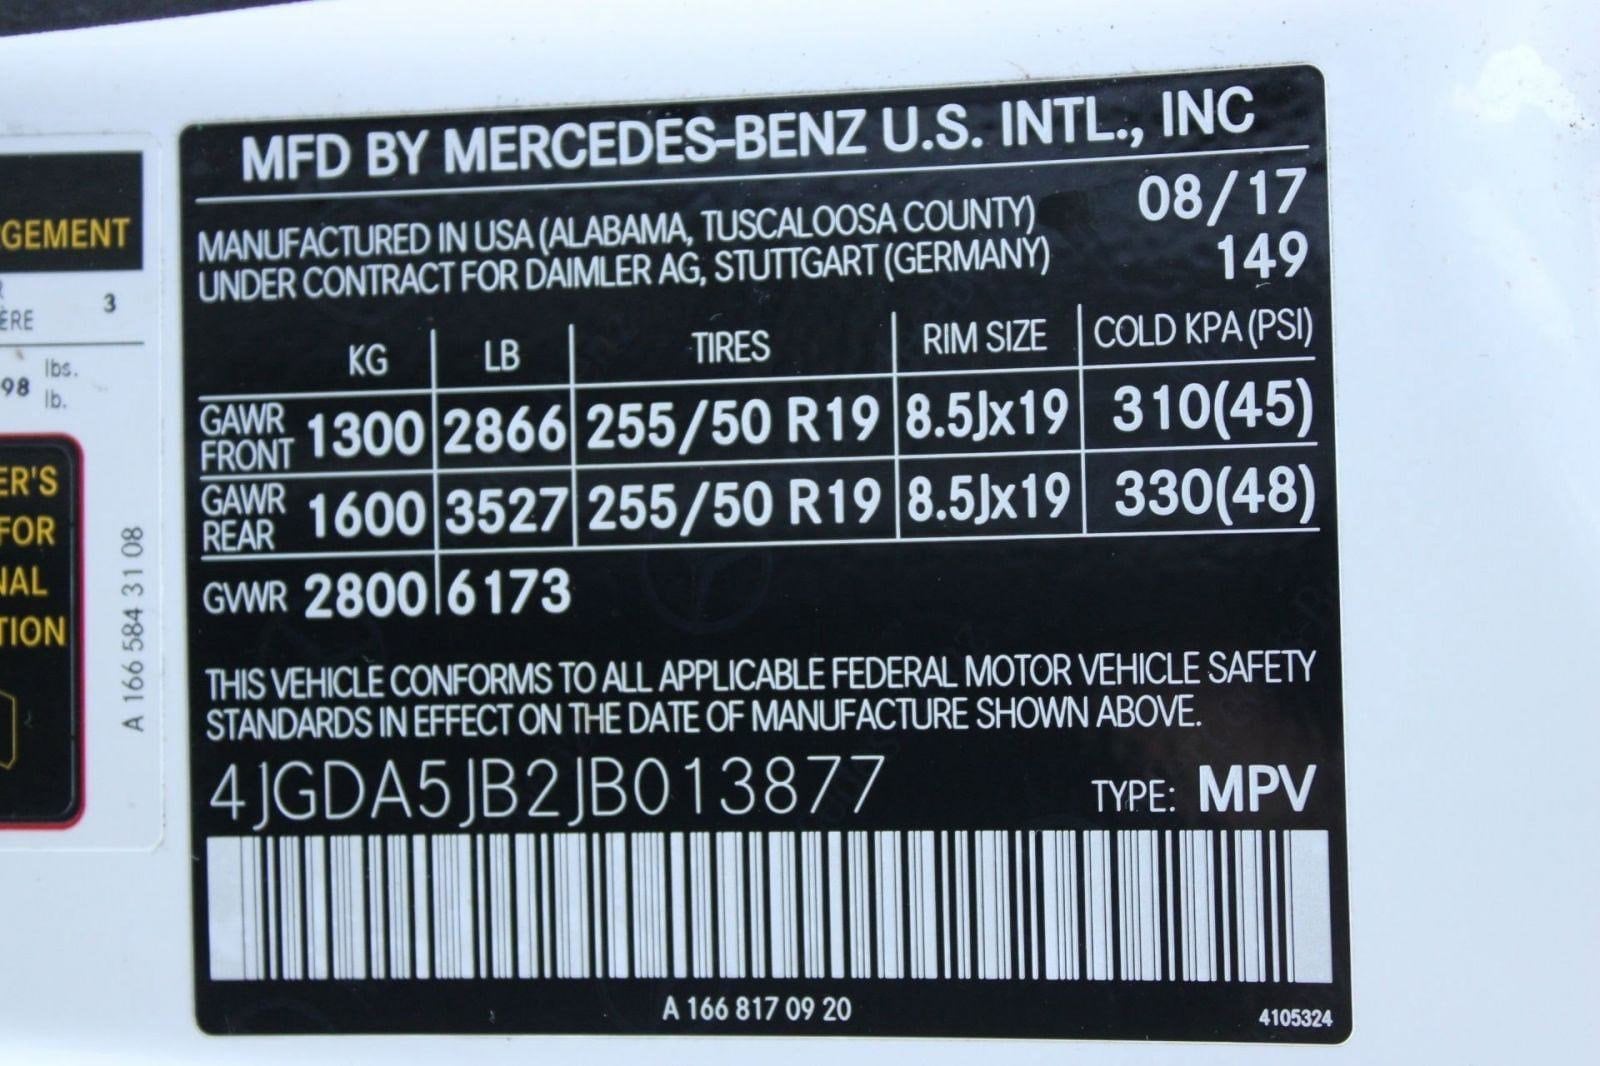 GEMENT
3
ERE
98 lbs.
lb.
ER'S
FOR
NAL
TION
A 166 584 31 08
MFD BY MERCEDES-BENZ U.S. INTL., INC
MANUFACTURED IN USA (ALABAMA, TUSCALOOSA COUNTY) 08/17
UNDER CONTRACT FOR DAIMLER AG, STUTTGART (GERMANY) 149
KG LB TIRES RIM SIZE COLD KPA (PSI)
GAWR FRONT 1300 2866 255/50 R19 8.5Jx19 310(45)
GAWR REAR 1600 3527 255/50 R19 8.5Jx19 330(48)
GVWR 2800 6173
THIS VEHICLE CONFORMS TO ALL APPLICABLE FEDERAL MOTOR VEHICLE SAFETY
STANDARDS IN EFFECT ON THE DATE OF MANUFACTURE SHOWN ABOVE.
4JGDA5JB2JB013877 TYPE: MPV
A 166 817 09 20
4105324